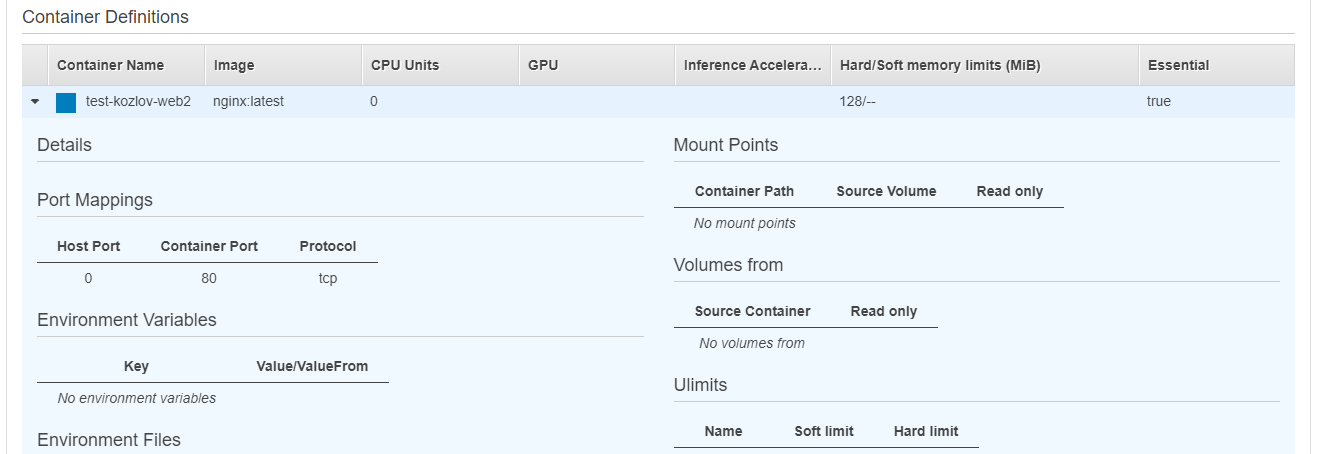 Container Definitions
Container Name Image CPU Units GPU Inference Accelera... Hard/Soft memory limits (MiB) Essential
test-kozlov-web2 nginx:latest 0 128/-- true
Details
Port Mappings
Host Port Container Port Protocol
0 80 tcp
Environment Variables
Key Value/ValueFrom
No environment variables
Environment Files
Mount Points
Container Path Source Volume Read only
No mount points
Volumes from
Source Container Read only
No volumes from
Ulimits
Name Soft limit Hard limit